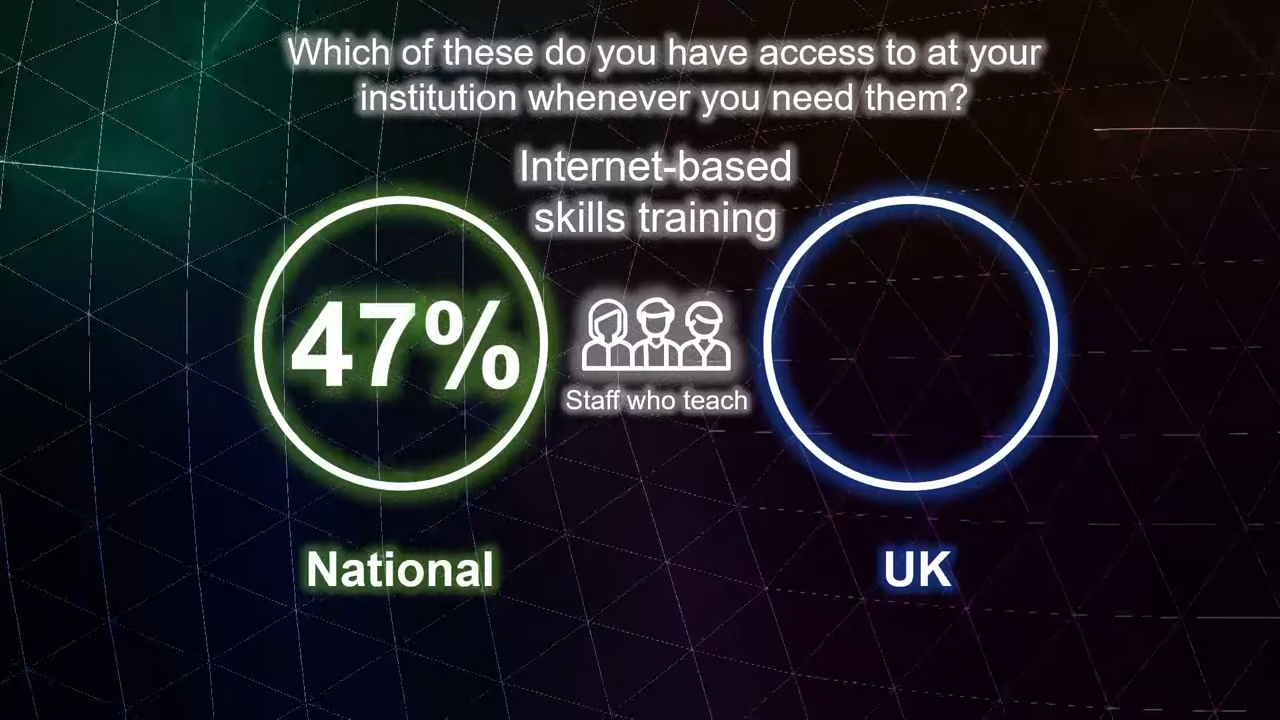 Which of these do you have access to at your
institution whenever you need them?
Internet-based
skills training
47%
Staff who teach
National
UK